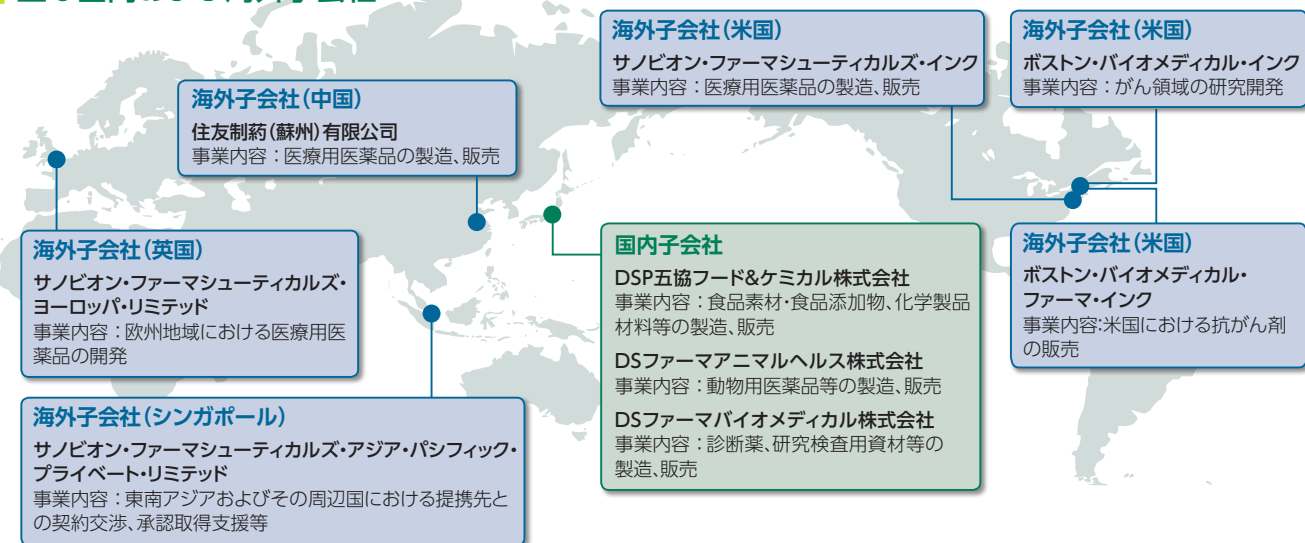 海外子会社(米国)
サノビオン・ファーマシューティカルズ・インク
事業内容：医療用医薬品の製造、販売
海外子会社(米国)
ボストン・バイオメディカル・インク
事業内容：がん領域の研究開発
海外子会社(中国)
住友制葯(蘇州)有限公司
事業内容：医療用医薬品の製造、販売
海外子会社(英国)
サノビオン・ファーマシューティカルズ・
ヨーロッパ・リミテッド
事業内容：欧州地域における医療用医
薬品の開発
国内子会社
DSP五協フード&ケミカル株式会社
事業内容：食品素材・食品添加物、化学製品
材料等の製造、販売
DSファーマアニマルヘルス株式会社
事業内容：動物用医薬品等の製造、販売
DSファーマバイオメディカル株式会社
事業内容：診断薬、研究検査用資材等の
製造、販売
海外子会社(米国)
ボストン・バイオメディカル・
ファーマ・インク
事業内容:米国における抗がん剤
の販売
海外子会社(シンガポール)
サノビオン・ファーマシューティカルズ・アジア・パシフィック・
プライベート・リミテッド
事業内容：東南アジアおよびその周辺国における提携先と
の契約交渉、承認取得支援等